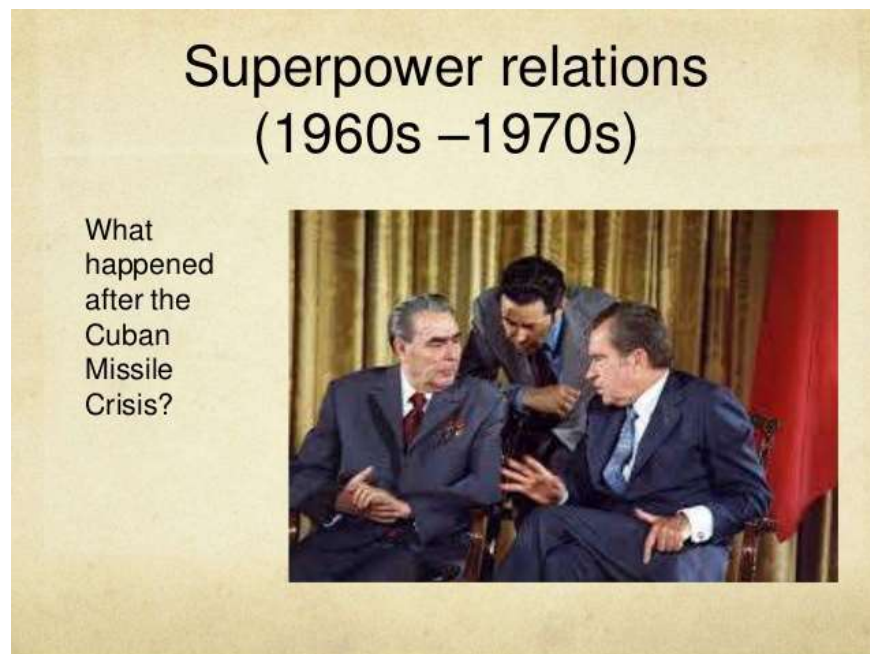 Superpower relations
(1960s –1970s)
What
happened
after the
Cuban
Missile
Crisis?